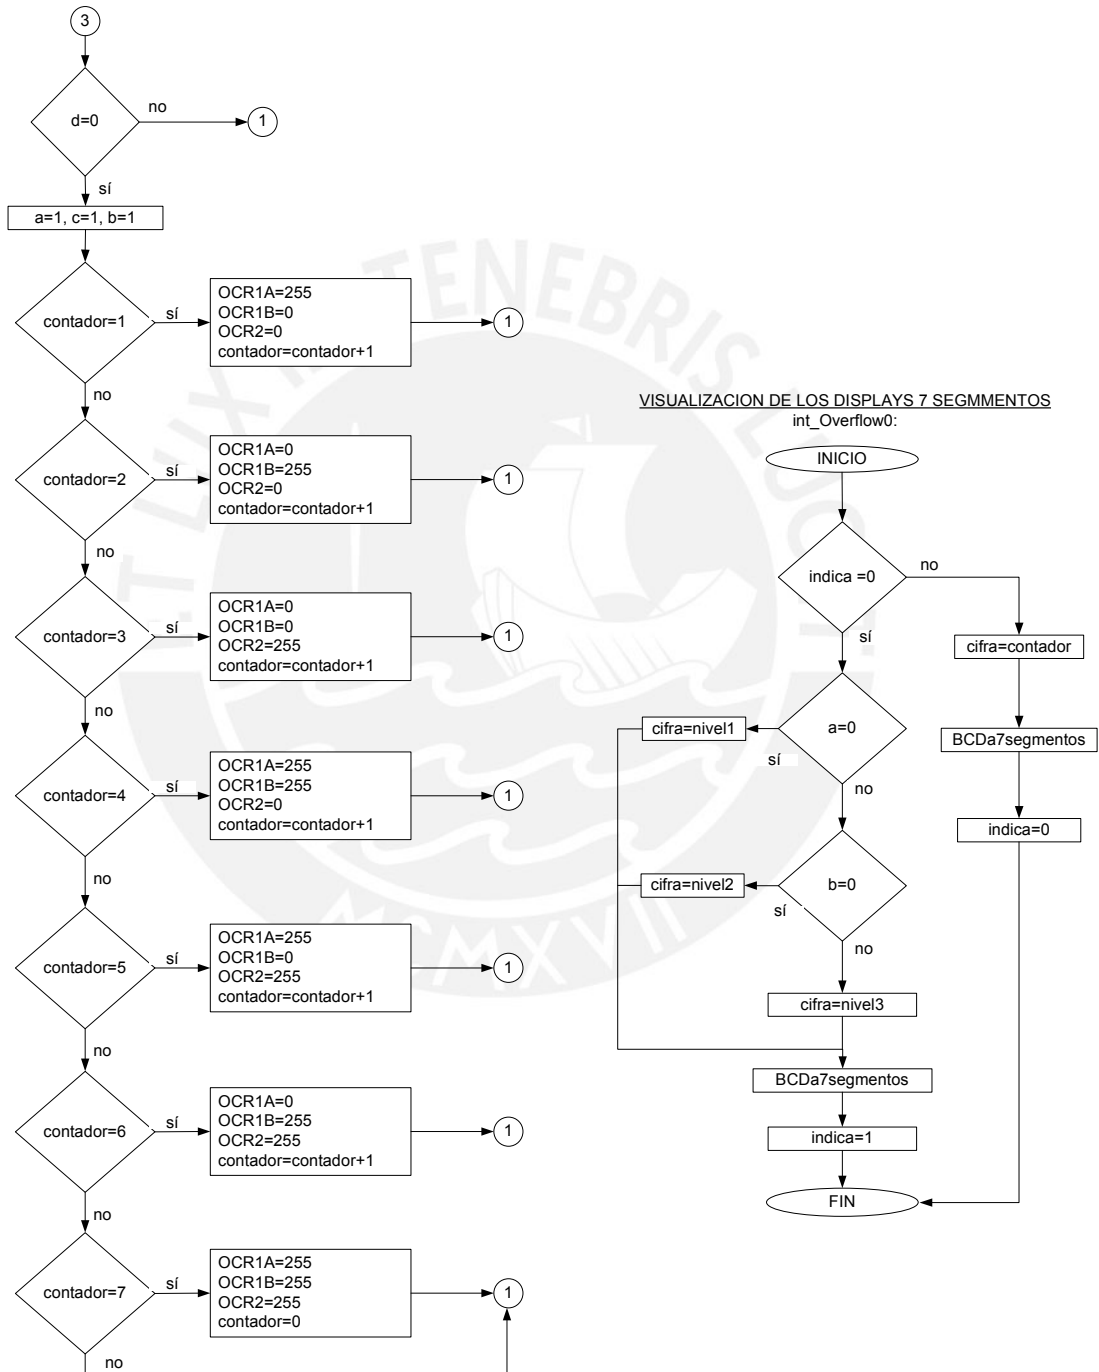 3
d=0
no
1
sí
a=1, c=1, b=1
contador=1
sí
OCR1A=255
OCR1B=0
OCR2=0
contador=contador+1
1
no
contador=2
sí
OCR1A=0
OCR1B=255
OCR2=0
contador=contador+1
1
no
contador=3
sí
OCR1A=0
OCR1B=0
OCR2=255
contador=contador+1
1
no
contador=4
sí
OCR1A=255
OCR1B=255
OCR2=0
contador=contador+1
1
no
contador=5
sí
OCR1A=255
OCR1B=0
OCR2=255
contador=contador+1
1
no
contador=6
sí
OCR1A=0
OCR1B=255
OCR2=255
contador=contador+1
1
no
contador=7
sí
OCR1A=255
OCR1B=255
OCR2=255
contador=0
1
no
VISUALIZACION DE LOS DISPLAYS 7 SEGMMENTOS
int_Overflow0:
INICIO
indica =0
no
sí
cifra=contador
BCDa7segmentos
indica=0
a=0
sí
cifra=nivel1
no
b=0
sí
cifra=nivel2
no
cifra=nivel3
BCDa7segmentos
indica=1
FIN
TENEBRIS LUCET
MCMXVII